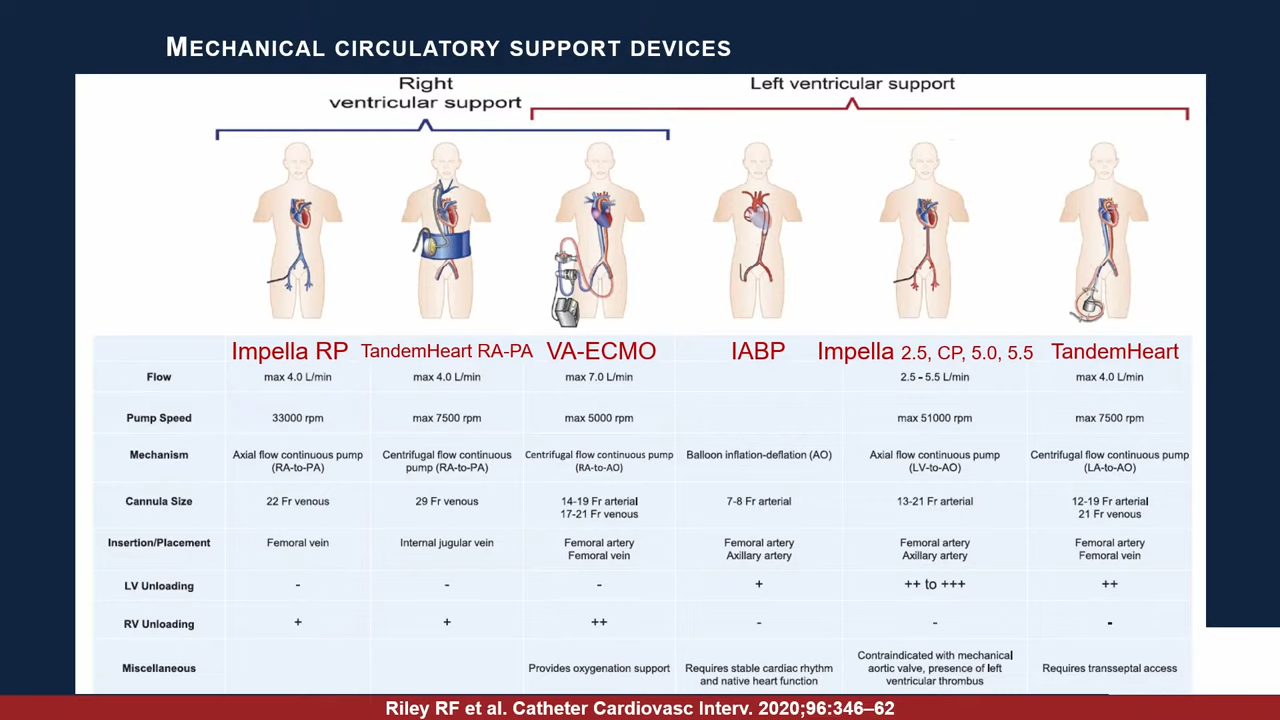 MECHANICAL CIRCULATORY SUPPORT DEVICES
Right
ventricular support
Left ventricular support
Impella RP TandemHeart RA-PA VA-ECMO IABP Impella 2.5, CP, 5.0, 5.5 TandemHeart
Flow max 4.0 L/min max 4.0 L/min max 7.0 L/min 2.5 - 5.5 L/min max 4.0 L/min
Pump Speed 33000 rpm max 7500 rpm max 5000 rpm max 51000 rpm max 7500 rpm
Mechanism Axial flow continuous pump Centrifugal flow continuous Centrifugal flow continuous pump Balloon inflation-deflation (AO) Axial flow continuous pump Centrifugal flow continuous pump
(RA-to-PA) pump (RA-to-PA) (RA-to-AO) (LV-to-AO) (LA-to-AO)
Cannula Size 22 Fr venous 29 Fr venous 14-19 Fr arterial 7-8 Fr arterial 13-21 Fr arterial 12-19 Fr arterial
17-21 Fr venous 21 Fr venous
Insertion/Placement Femoral vein Internal jugular vein Femoral artery Femoral artery Femoral artery Femoral artery
Femoral vein Axillary artery Axillary artery Femoral vein
LV Unloading - - - + ++ to +++ ++
RV Unloading + + ++ - - -
Miscellaneous Provides oxygenation support Requires stable cardiac rhythm Contraindicated with mechanical Requires transseptal access
and native heart function aortic valve, presence of left
ventricular thrombus
Riley RF et al. Catheter Cardiovasc Interv. 2020;96:346–62